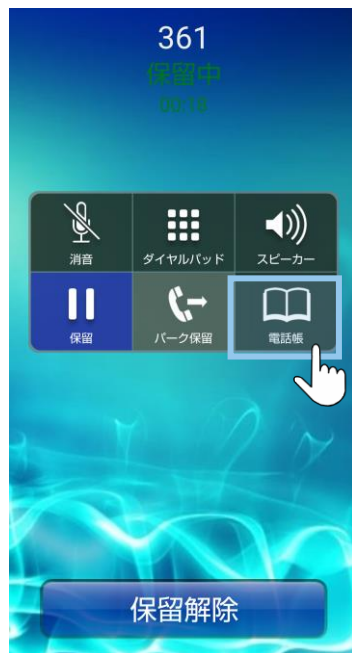 361
保留中
00:18
消音
ダイヤルパッド
スピーカー
保留
パーク保留
電話帳
保留解除